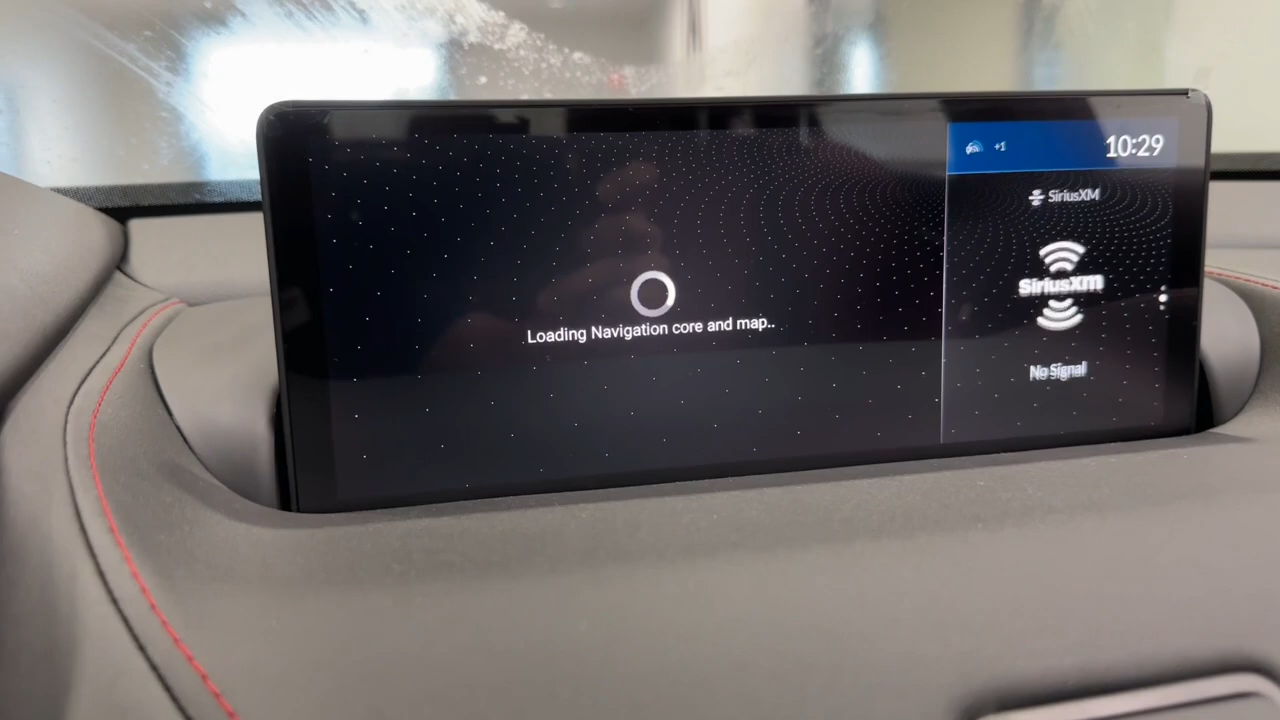 Loading Navigation core and map..
+1
10:29
SiriusXM
SiriusXM
No Signal